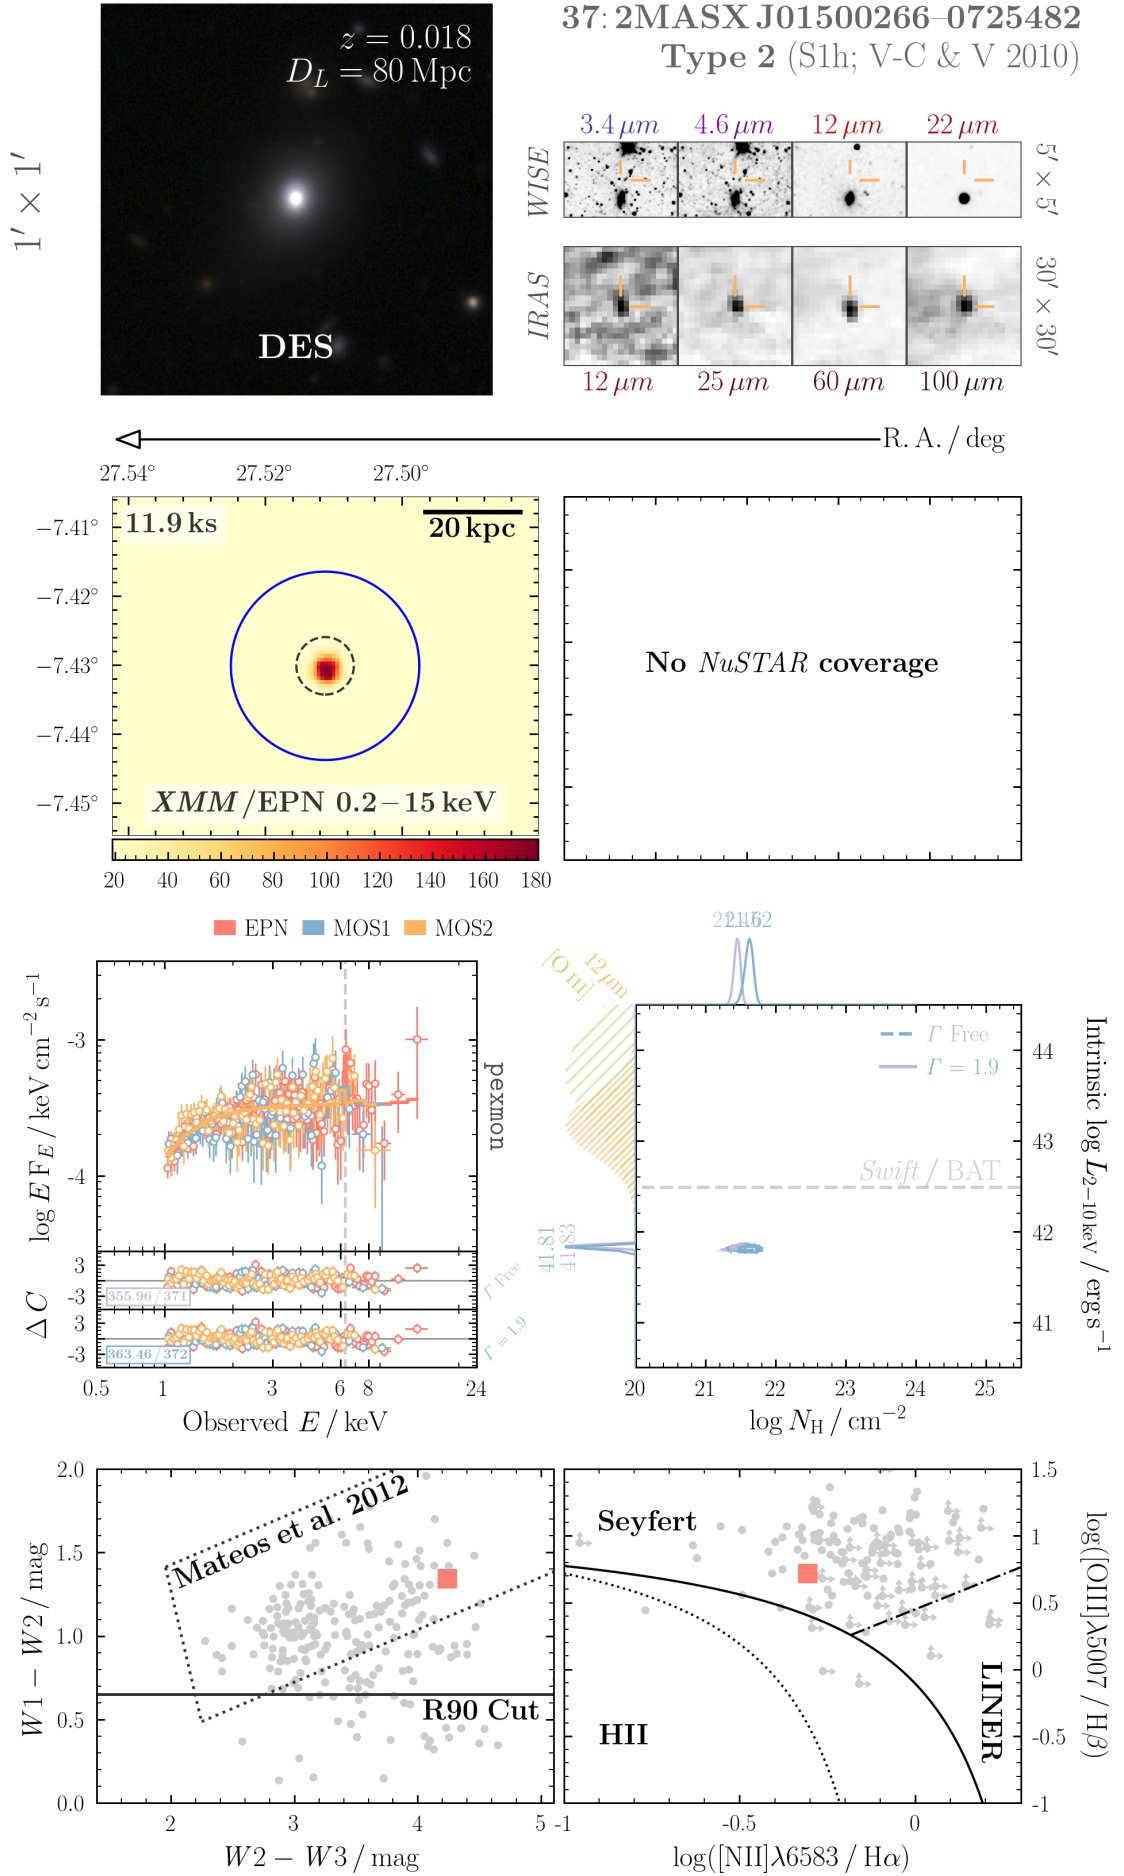 37: 2MASX J01500266–0725482
Type 2 (S1h; V-C & V 2010)
z = 0.018
D_L = 80 Mpc
1′ × 1′
DES
3.4 μm 4.6 μm 12 μm 22 μm
WISE
5′ × 5′
IRAS
30′ × 30′
12 μm 25 μm 60 μm 100 μm
R. A. / deg
27.54° 27.52° 27.50°
11.9 ks
20 kpc
−7.41°
−7.42°
−7.43°
−7.44°
−7.45°
XMM/EPN 0.2–15 keV
20 40 60 80 100 120 140 160 180
No NuSTAR coverage
EPN MOS1 MOS2
log E F_E / keV cm⁻² s⁻¹
-3
-4
pexmon
ΔC
3
-3
355.96 / 371
Γ Free
3
-3
363.46 / 372
Γ = 1.9
0.5 1 3 6 8 24
Observed E / keV
21.62
[O III]
12 μm
Γ Free
Γ = 1.9
Swift / BAT
41.81
41.83
44
43
42
41
Intrinsic log L₂₋₁₀ keV / erg s⁻¹
20 21 22 23 24 25
log N_H / cm⁻²
2.0
1.5
1.0
0.5
0.0
W1 − W2 / mag
Mateos et al. 2012
R90 Cut
2 3 4 5
W2 − W3 / mag
Seyfert
HII
LINER
1.5
1
0.5
0
-0.5
-1
log([OIII]λ5007 / Hβ)
-1 -0.5 0
log([NII]λ6583 / Hα)